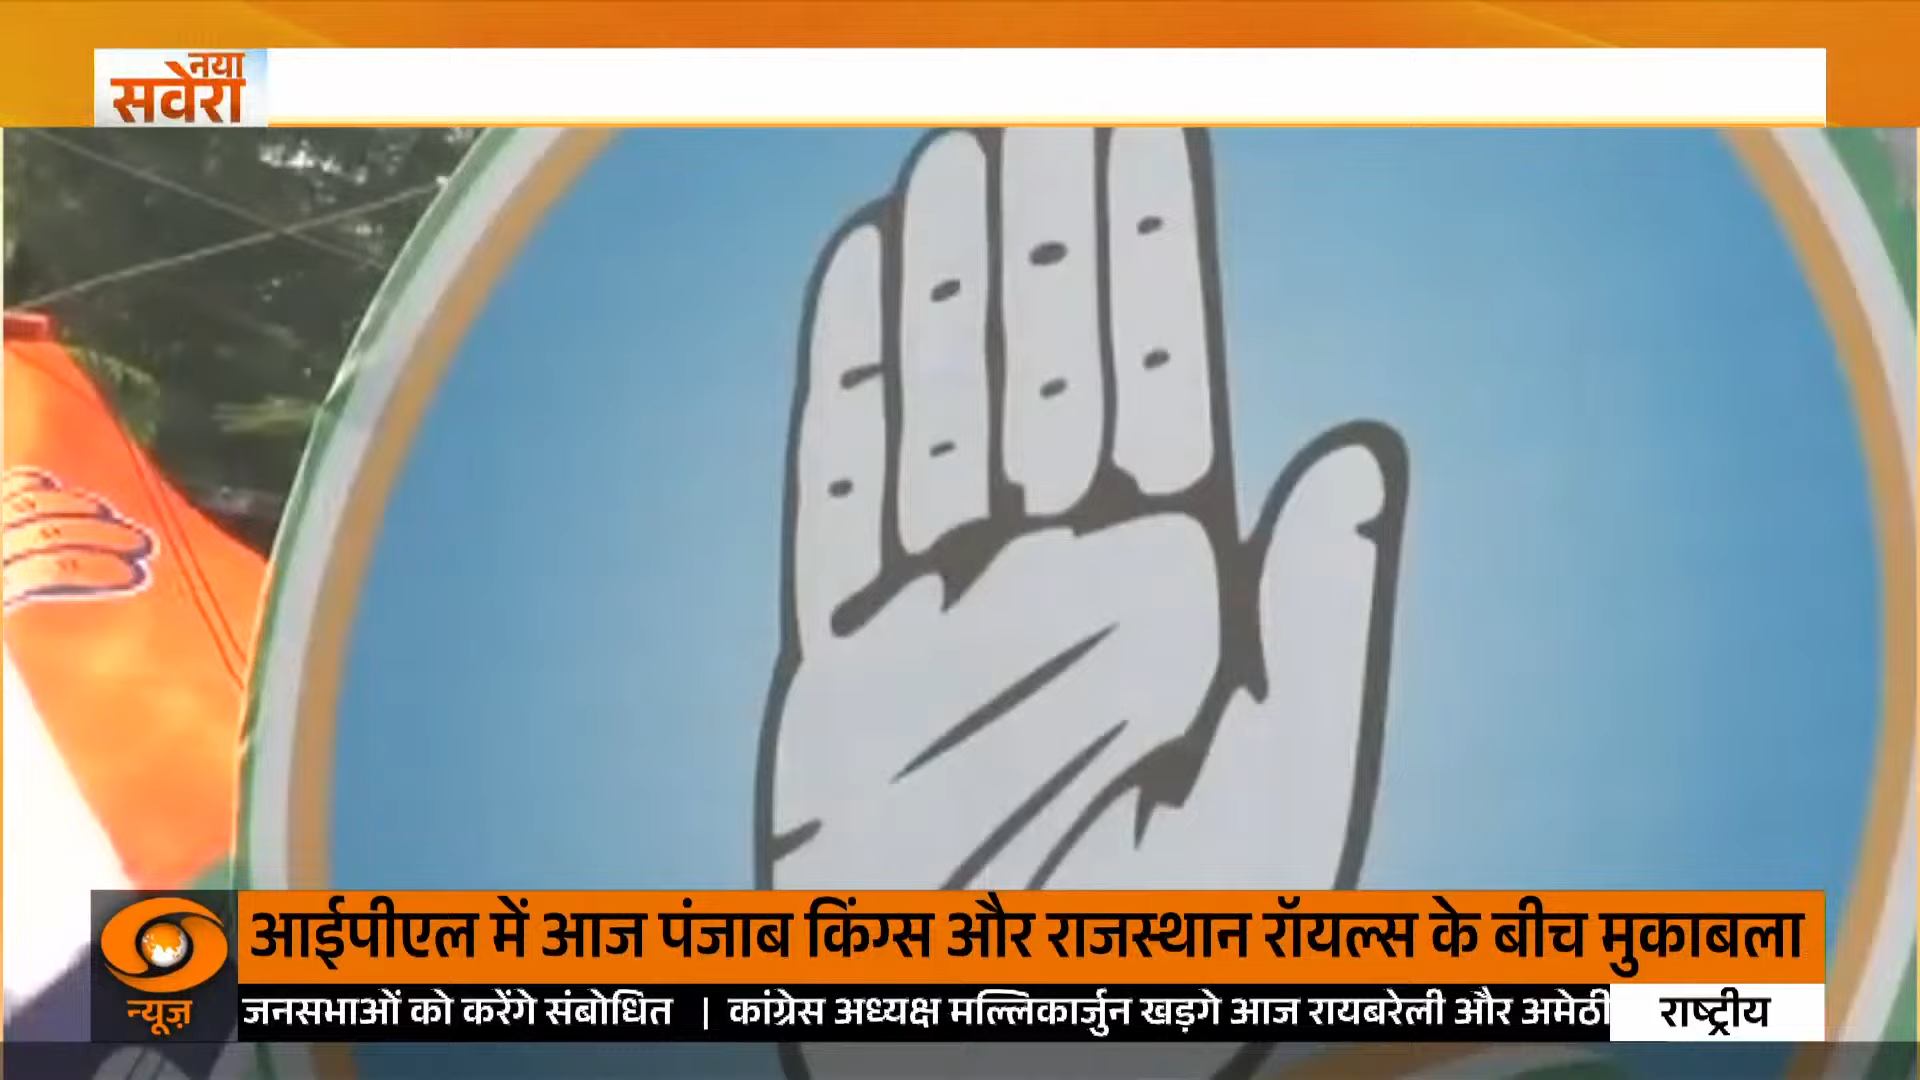 नया
सवेरा
आईपीएल में आज पंजाब किंग्स और राजस्थान रॉयल्स के बीच मुकाबला
न्यूज़
जनसभाओं को करेंगे संबोधित | कांग्रेस अध्यक्ष मल्लिकार्जुन खड़गे आज रायबरेली और अमेठी
राष्ट्रीय